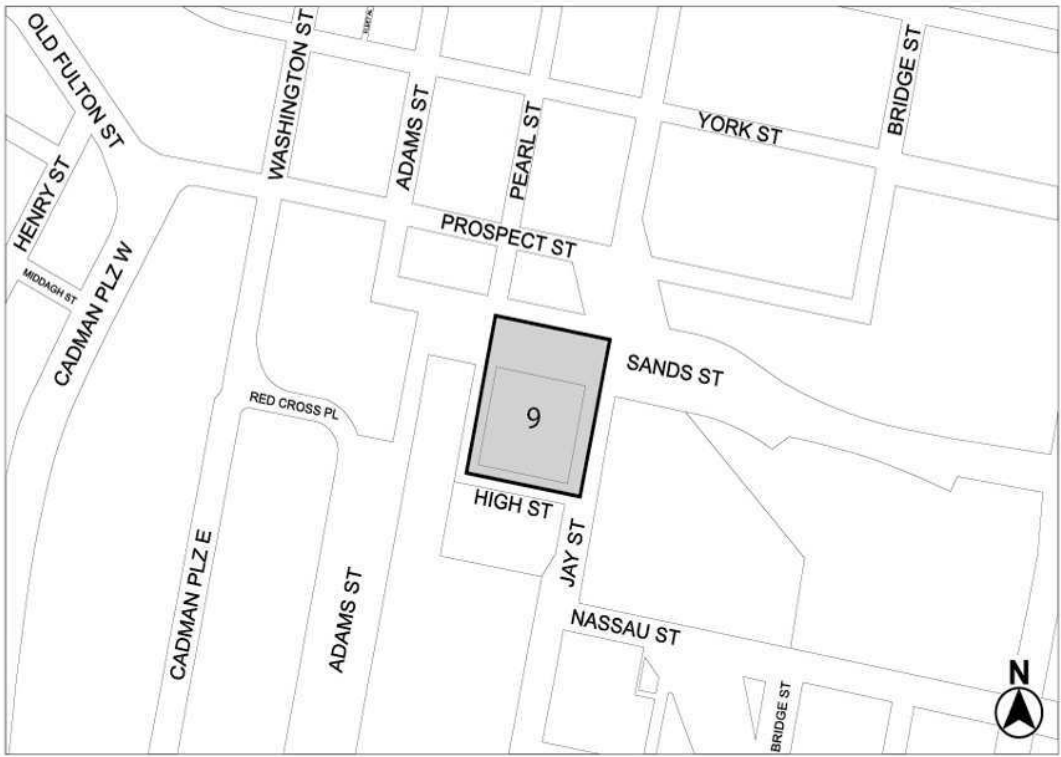 OLD FULTON ST
WASHINGTON ST
ADAMS ST
PEARL ST
YORK ST
BRIDGE ST
HENRY ST
PROSPECT ST
MIDDAGH ST
CADMAN PLZ W
SANDS ST
RED CROSS PL
9
HIGH ST
JAY ST
CADMAN PLZ E
ADAMS ST
NASSAU ST
BRIDGE ST
N